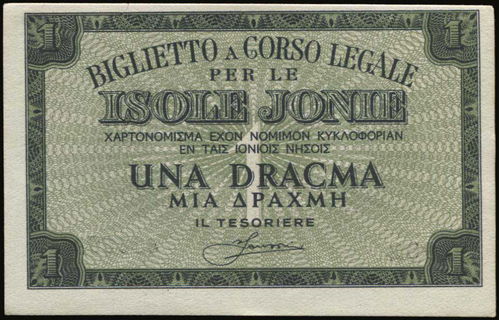 1 1
BIGLIETTO A CORSO LEGALE
PER LE
ISOLE JONIE
ΧΑΡΤΟΝΟΜΙΣΜΑ ΕΧΟΝ ΝΟΜΙΜΟΝ ΚΥΚΛΟΦΟΡΙΑΝ
ΕΝ ΤΑΙΣ ΙΟΝΙΟΙΣ ΝΗΣΟΙΣ
UNA DRACMA
ΜΙΑ ΔΡΑΧΜΗ
IL TESORIERE
1 1